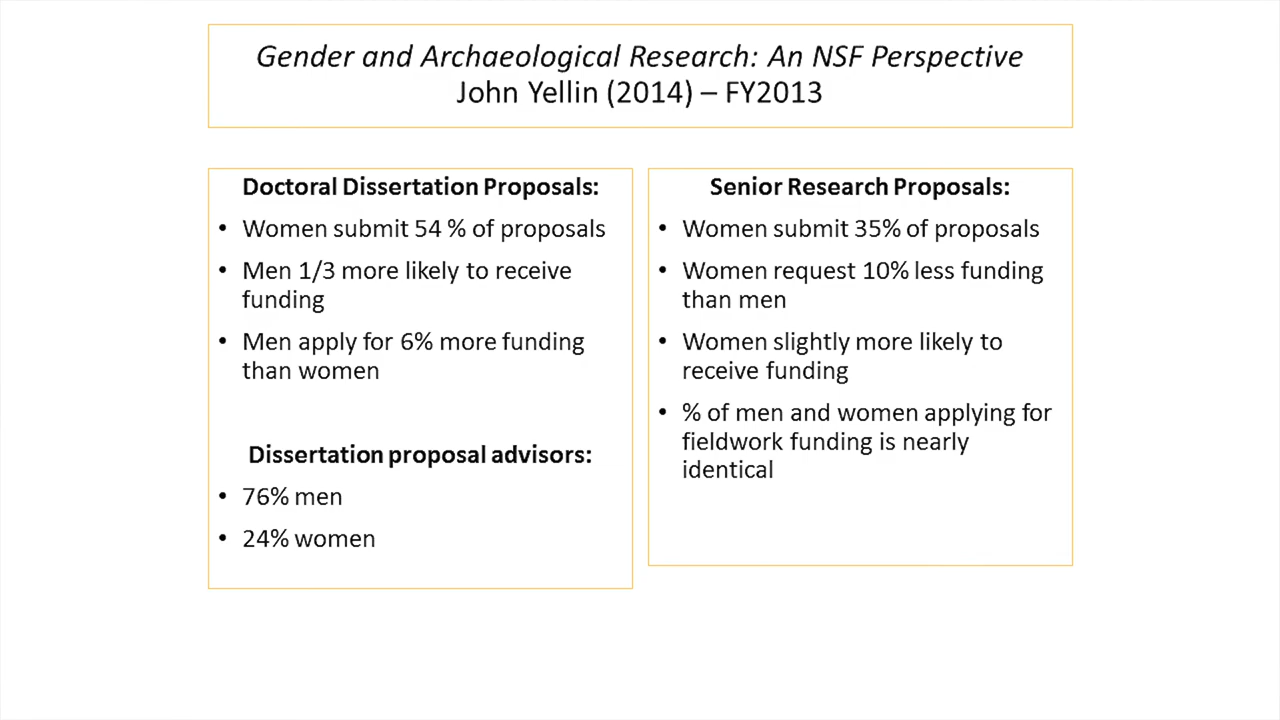 Gender and Archaeological Research: An NSF Perspective
John Yellin (2014) – FY2013
Doctoral Dissertation Proposals:
• Women submit 54 % of proposals
• Men 1/3 more likely to receive
funding
• Men apply for 6% more funding
than women
Dissertation proposal advisors:
• 76% men
• 24% women
Senior Research Proposals:
• Women submit 35% of proposals
• Women request 10% less funding
than men
• Women slightly more likely to
receive funding
• % of men and women applying for
fieldwork funding is nearly
identical